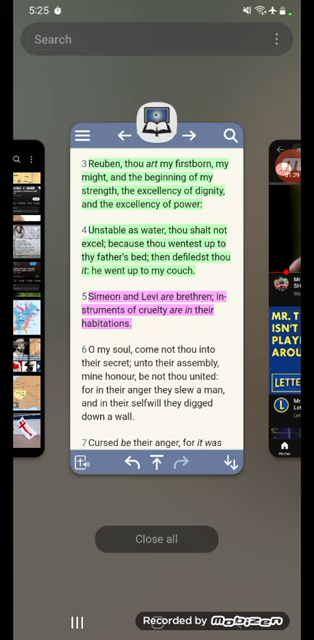 5:25
Search
3 Reuben, thou art my firstborn, my
might, and the beginning of my
strength, the excellency of dignity,
and the excellency of power:
4 Unstable as water, thou shalt not
excel; because thou wentest up to
thy father's bed; then defiledst thou
it: he went up to my couch.
5 Simeon and Levi are brethren; in-
struments of cruelty are in their
habitations.
6 O my soul, come not thou into
their secret; unto their assembly,
mine honour, be not thou united:
for in their anger they slew a man,
and in their selfwill they digged
down a wall.
7 Cursed be their anger, for it was
01:29
MR. T
ISN'T
PLAY
AROU
LETTE
Home
Close all
Recorded by Mobizen